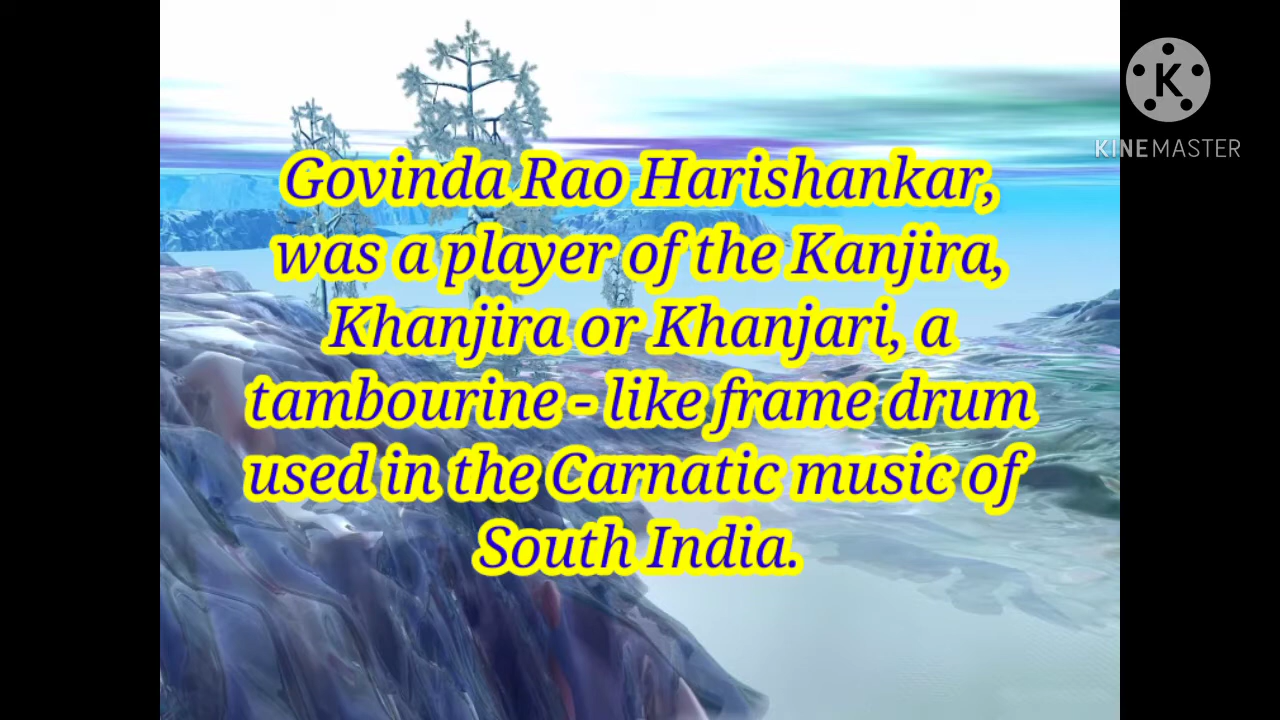 Govinda Rao Harishankar,
was a player of the Kanjira,
Khanjira or Khanjari, a
tambourine - like frame drum
used in the Carnatic music of
South India.
K
KINEMASTER